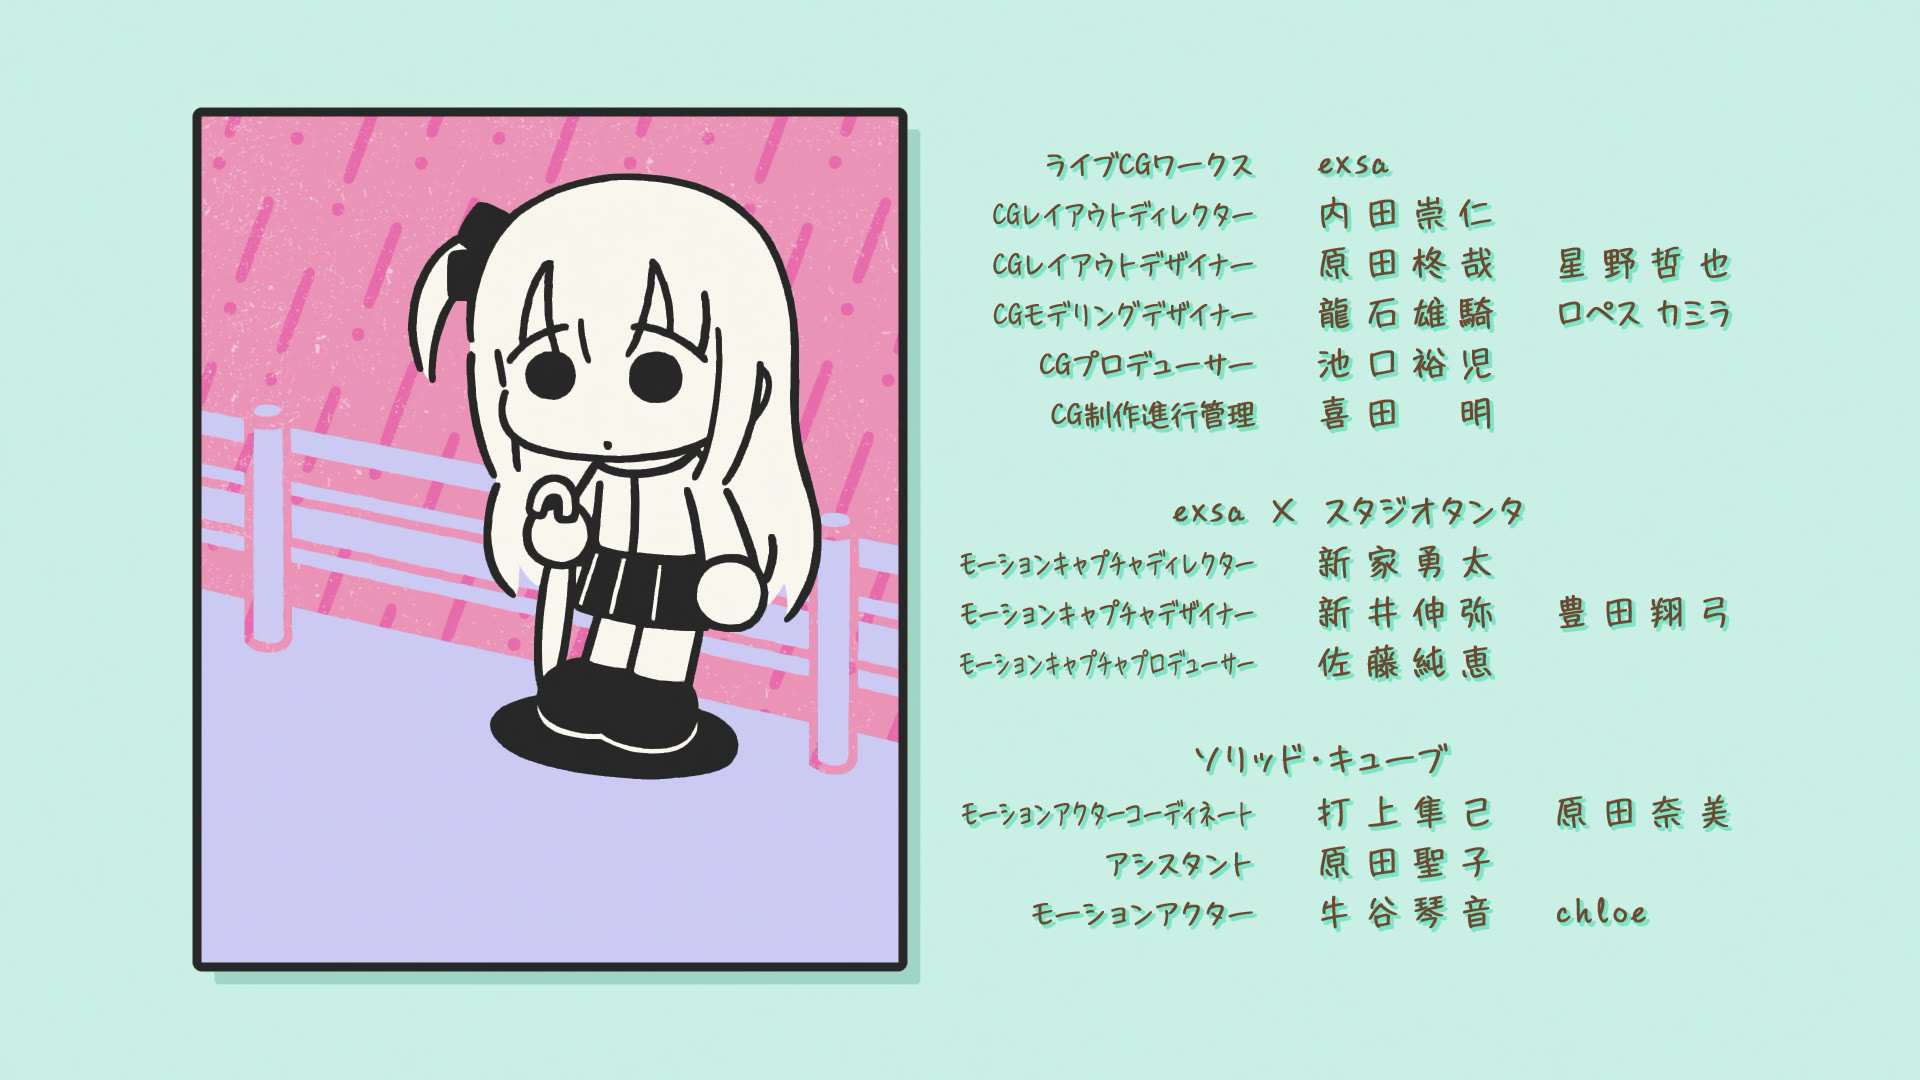 ライブCGワークス exsa
CGレイアウトディレクター 内田崇仁
CGレイアウトデザイナー 原田柊哉 星野哲也
CGモデリングデザイナー 龍石雄騎 ロペス カミラ
CGプロデューサー 池口裕児
CG制作進行管理 喜田 明
exsa × スタジオタンタ
モーションキャプチャディレクター 新家勇太
モーションキャプチャデザイナー 新井伸弥 豊田翔弓
モーションキャプチャプロデューサー 佐藤純恵
ソリッド・キューブ
モーションアクターコーディネート 打上隼己 原田奈美
アシスタント 原田聖子
モーションアクター 牛谷琴音 chloe